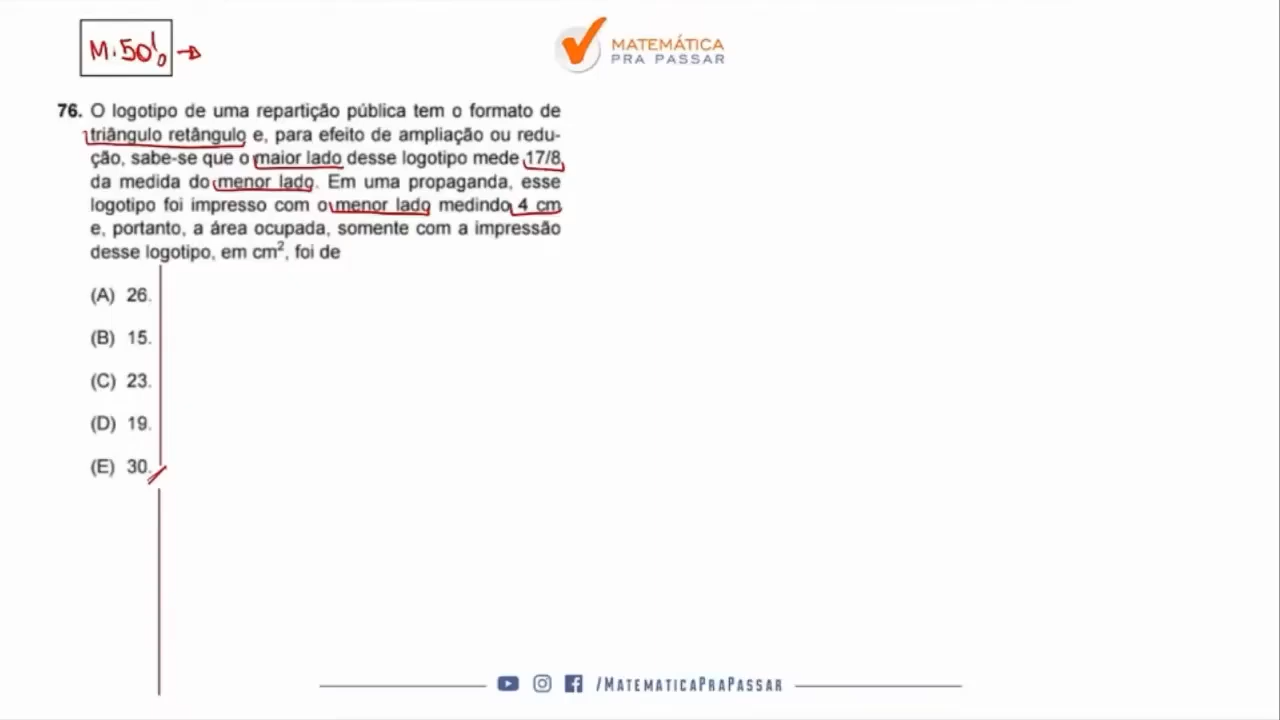 M.50%
MATEMÁTICA
PRA PASSAR
76. O logotipo de uma repartição pública tem o formato de
triângulo retângulo e, para efeito de ampliação ou redu-
ção, sabe-se que o maior lado desse logotipo mede 17/8
da medida do menor lado. Em uma propaganda, esse
logotipo foi impresso com o menor lado medindo 4 cm
e, portanto, a área ocupada, somente com a impressão
desse logotipo, em cm², foi de
(A) 26.
(B) 15.
(C) 23.
(D) 19.
(E) 30.
/MATEMATICAPRAPASSAR